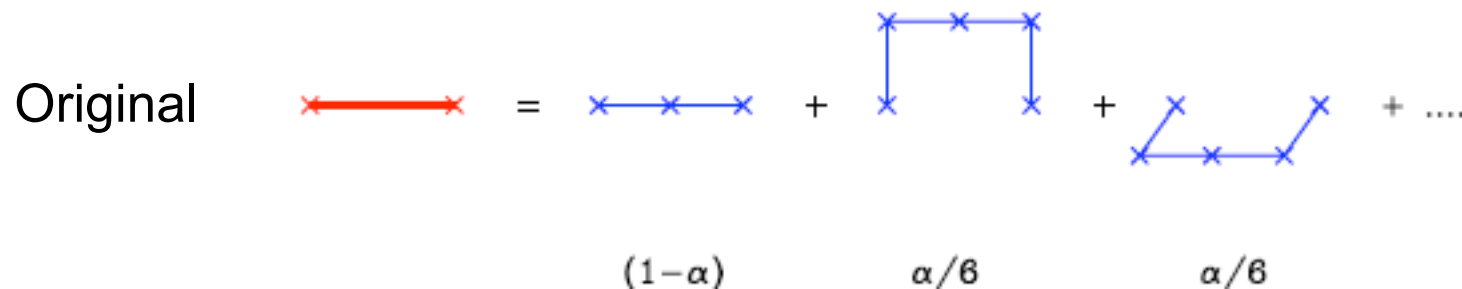 Original = + + + ....
(1−α) α/6 α/6